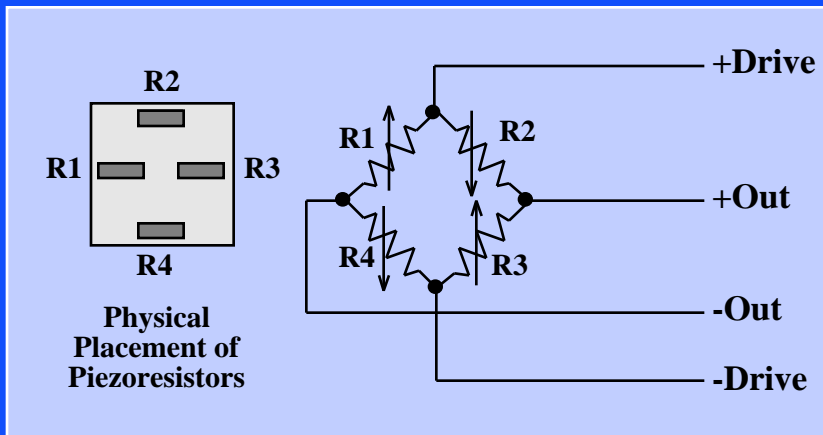 R2
R1
R3
R4
Physical
Placement of
Piezoresistors
+Drive
R1
R2
+Out
R4
R3
-Out
-Drive